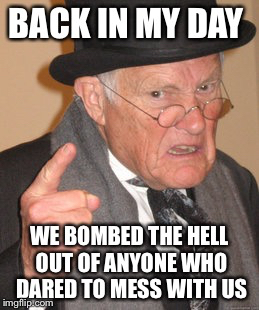 BACK IN MY DAY
WE BOMBED THE HELL
OUT OF ANYONE WHO
DARED TO MESS WITH US
imgflip.com